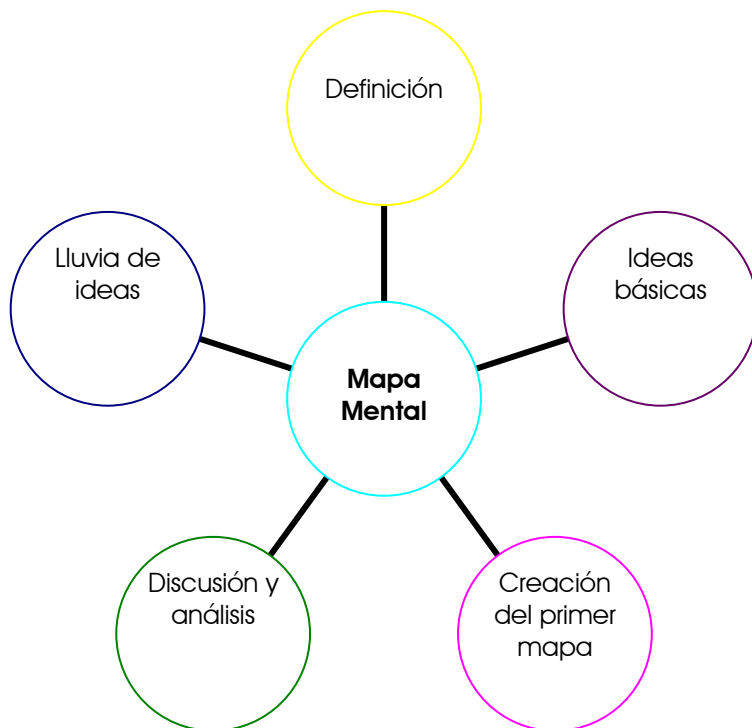 Definición
Lluvia de
ideas
Ideas
básicas
Mapa
Mental
Discusión y
análisis
Creación
del primer
mapa